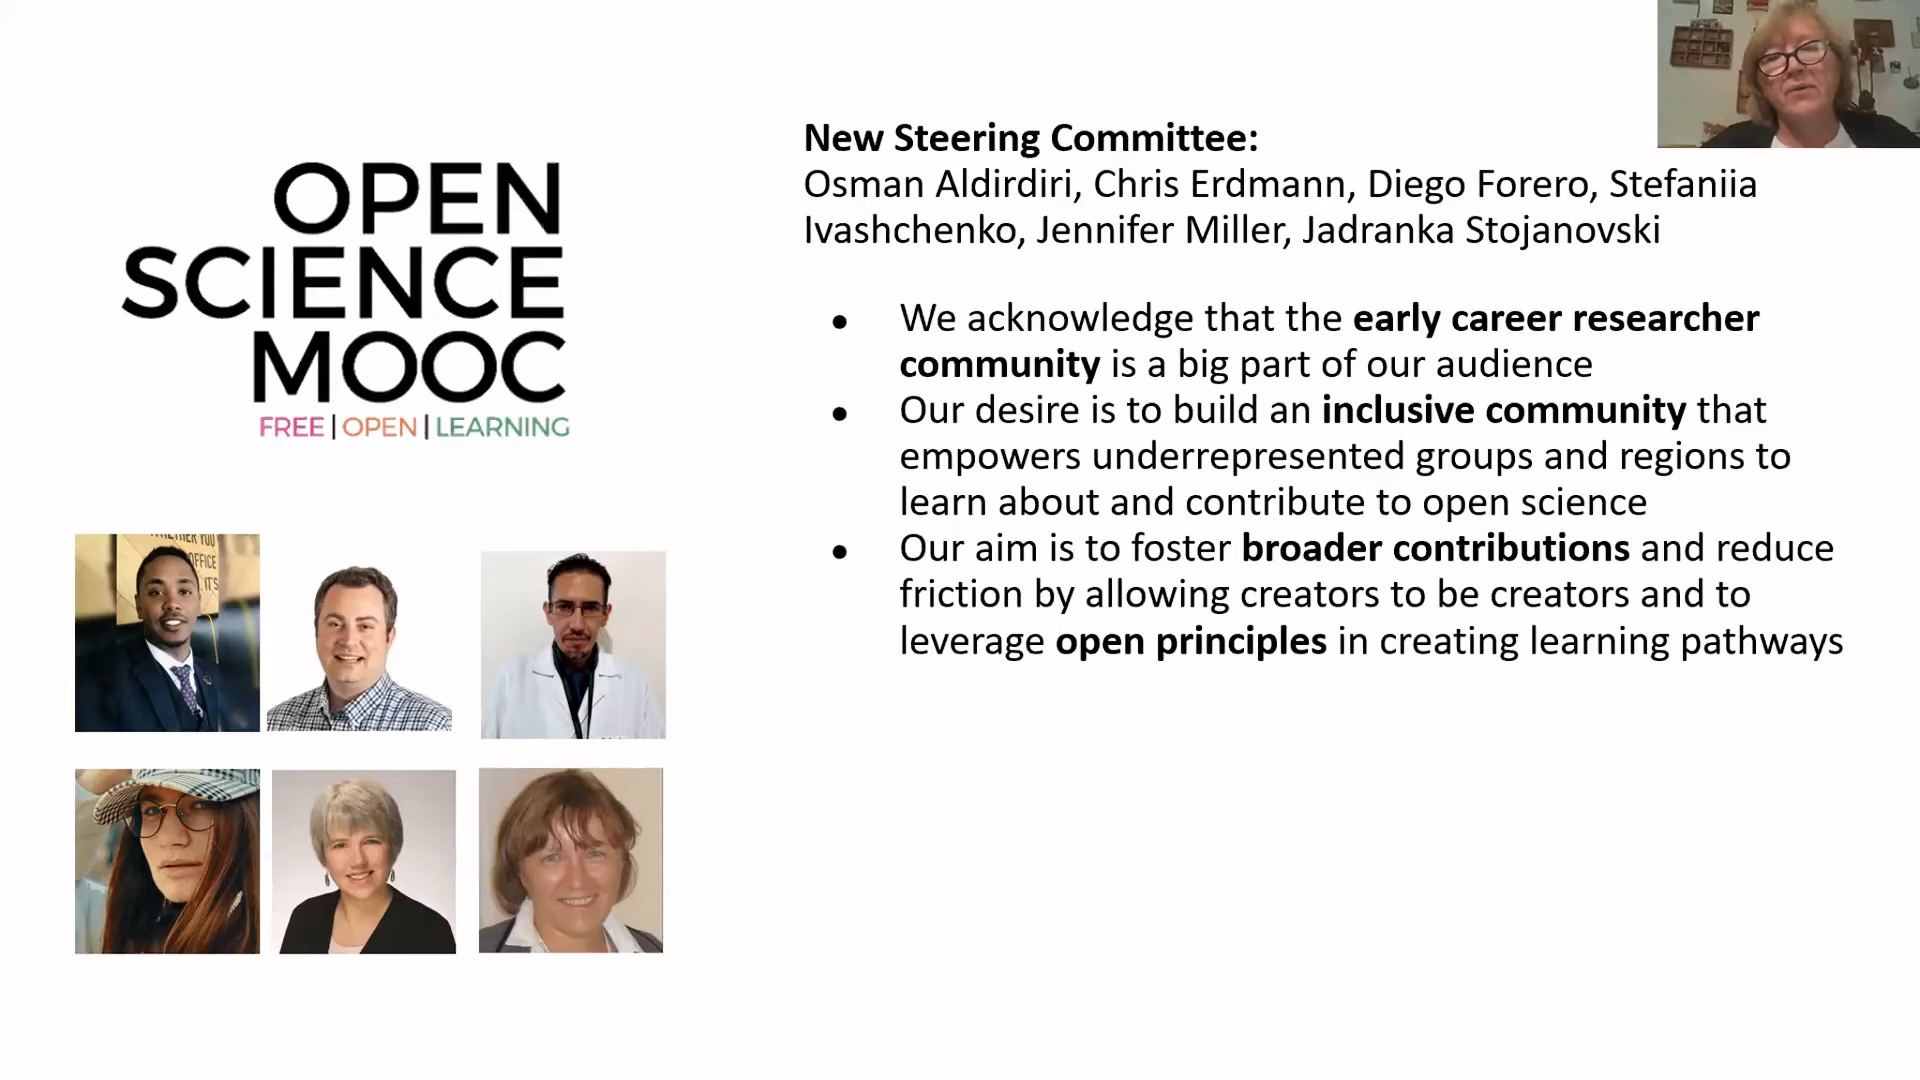 OPEN
SCIENCE
MOOC
FREE | OPEN | LEARNING
New Steering Committee:
Osman Aldirdiri, Chris Erdmann, Diego Forero, Stefaniia
Ivashchenko, Jennifer Miller, Jadranka Stojanovski
● We acknowledge that the early career researcher
community is a big part of our audience
● Our desire is to build an inclusive community that
empowers underrepresented groups and regions to
learn about and contribute to open science
● Our aim is to foster broader contributions and reduce
friction by allowing creators to be creators and to
leverage open principles in creating learning pathways
YOU
OFFICE
IT'S